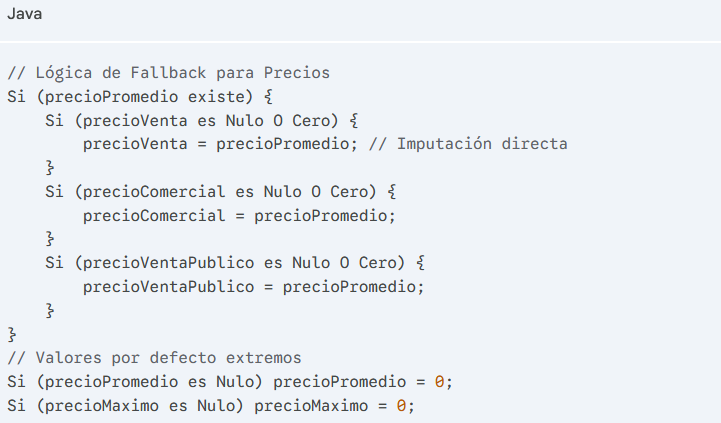 Java
// Lógica de Fallback para Precios
Si (precioPromedio existe) {
    Si (precioVenta es Nulo O Cero) {
        precioVenta = precioPromedio; // Imputación directa
    }
    Si (precioComercial es Nulo O Cero) {
        precioComercial = precioPromedio;
    }
    Si (precioVentaPublico es Nulo O Cero) {
        precioVentaPublico = precioPromedio;
    }
}
// Valores por defecto extremos
Si (precioPromedio es Nulo) precioPromedio = 0;
Si (precioMaximo es Nulo) precioMaximo = 0;